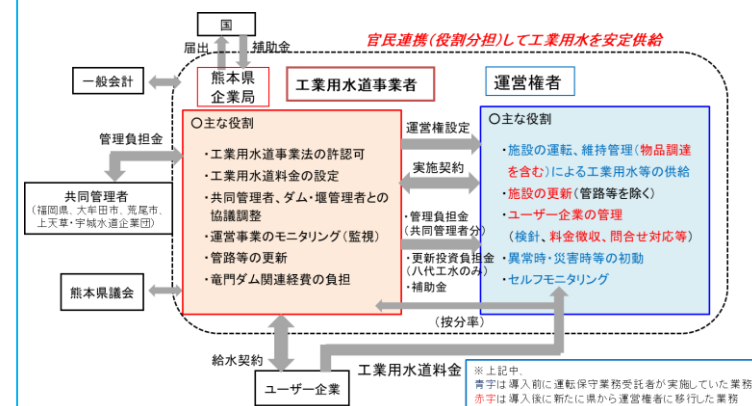 国
官民連携(役割分担)して工業用水を安定供給
届出
補助金
一般会計
熊本県
企業局
工業用水道事業者
運営権者
〇主な役割
・工業用水道事業法の許認可
・工業用水道料金の設定
・共同管理者、ダム・堰管理者との
協議調整
・運営事業のモニタリング(監視)
・管路等の更新
・竜門ダム関連経費の負担
運営権設定
実施契約
・管理負担金
(共同管理者分)
・更新投資負担金
(八代工水のみ)
・補助金
〇主な役割
・施設の運転、維持管理(物品調達
を含む)による工業用水等の供給
・施設の更新(管路等を除く)
・ユーザー企業の管理
(検針、料金徴収、問合せ対応等)
・異常時・災害時等の初動
・セルフモニタリング
管理負担金
共同管理者
(福岡県、大牟田市、荒尾市、
上天草・宇城水道企業団)
熊本県議会
(按分率)
給水契約
工業用水道料金
ユーザー企業
※上記中、
青字は導入前に運転保守業務受託者が実施していた業務
赤字は導入後に新たに県から運営権者に移行した業務